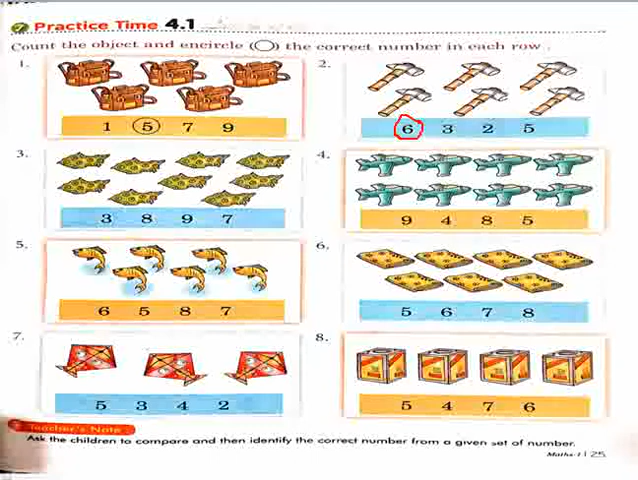 Practice Time 4.1
Count the object and encircle ( ) the correct number in each row .
1.
1 5 7 9
2.
6 3 2 5
3.
3 8 9 7
4.
9 4 8 5
5.
6 5 8 7
6.
5 6 7 8
7.
5 3 4 2
8.
5 4 7 6
Teacher's Note
Ask the children to compare and then identify the correct number from a given set of number.
Maths-1 | 25